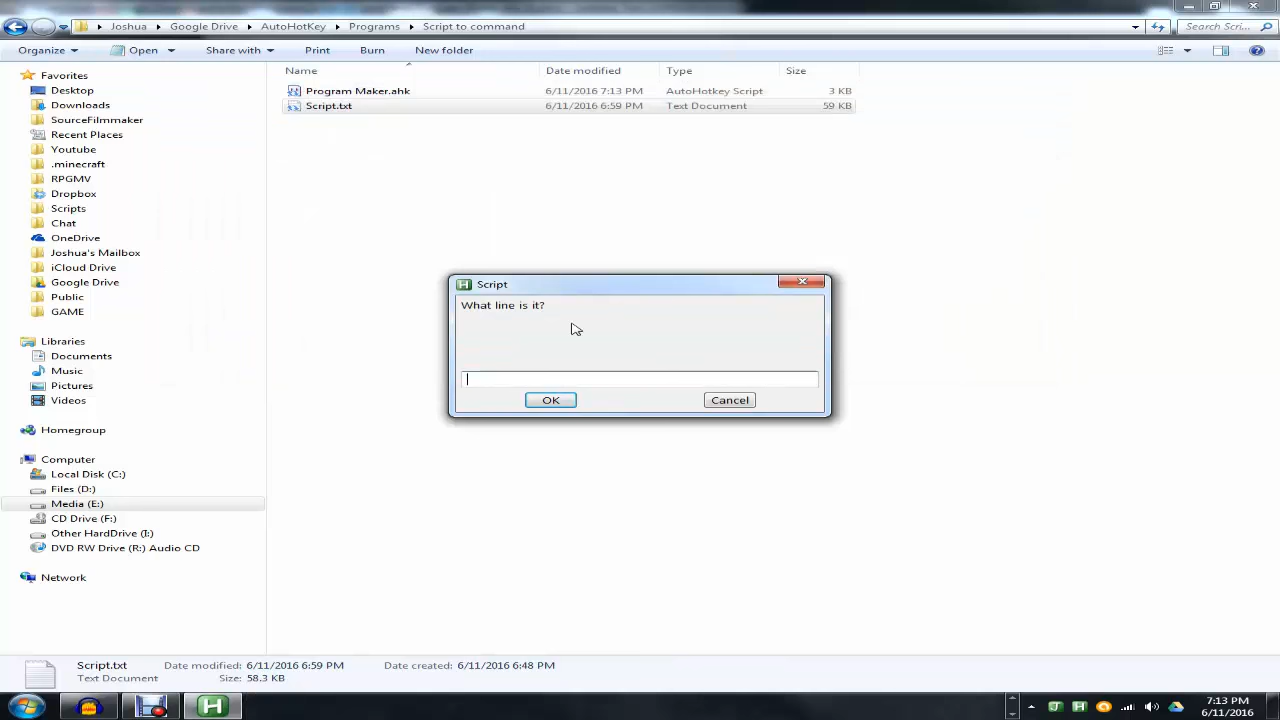 Joshua Google Drive AutoHotKey Programs Script to command Search Scri...
Organize Open Share with Print Burn New folder
Name Date modified Type Size
Program Maker.ahk 6/11/2016 7:13 PM AutoHotkey Script 3 KB
Script.txt 6/11/2016 6:59 PM Text Document 59 KB
Favorites
Desktop
Downloads
SourceFilmmaker
Recent Places
Youtube
.minecraft
RPGMV
Dropbox
Scripts
Chat
OneDrive
Joshua's Mailbox
iCloud Drive
Google Drive
Public
GAME
Libraries
Documents
Music
Pictures
Videos
Homegroup
Computer
Local Disk (C:)
Files (D:)
Media (E:)
CD Drive (F:)
Other HardDrive (I:)
DVD RW Drive (R:) Audio CD
Network
Script
What line is it?
OK Cancel
Script.txt Date modified: 6/11/2016 6:59 PM Date created: 6/11/2016 6:48 PM
Text Document Size: 58.3 KB
7:13 PM
6/11/2016